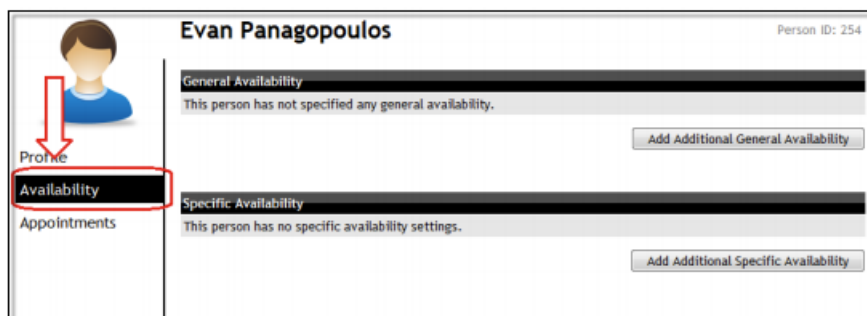 Evan Panagopoulos
Person ID: 254
General Availability
This person has not specified any general availability.
Add Additional General Availability
Profile
Availability
Appointments
Specific Availability
This person has no specific availability settings.
Add Additional Specific Availability